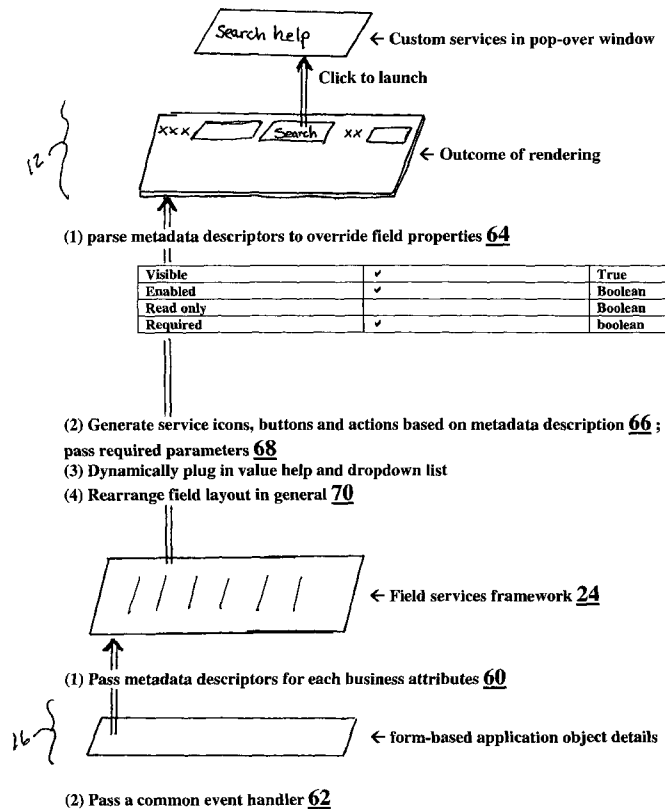 Search help
← Custom services in pop-over window
Click to launch
12
xxx Search xx
← Outcome of rendering
(1) parse metadata descriptors to override field properties 64
Visible ✓ True
Enabled ✓ Boolean
Read only Boolean
Required ✓ boolean
(2) Generate service icons, buttons and actions based on metadata description 66 ;
pass required parameters 68
(3) Dynamically plug in value help and dropdown list
(4) Rearrange field layout in general 70
← Field services framework 24
(1) Pass metadata descriptors for each business attributes 60
16
← form-based application object details
(2) Pass a common event handler 62